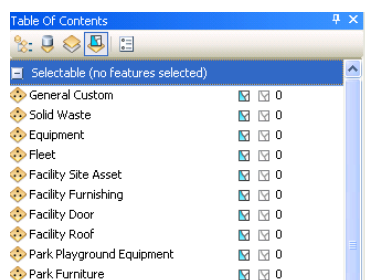 Table Of Contents
Selectable (no features selected)
General Custom 0
Solid Waste 0
Equipment 0
Fleet 0
Facility Site Asset 0
Facility Furnishing 0
Facility Door 0
Facility Roof 0
Park Playground Equipment 0
Park Furniture 0